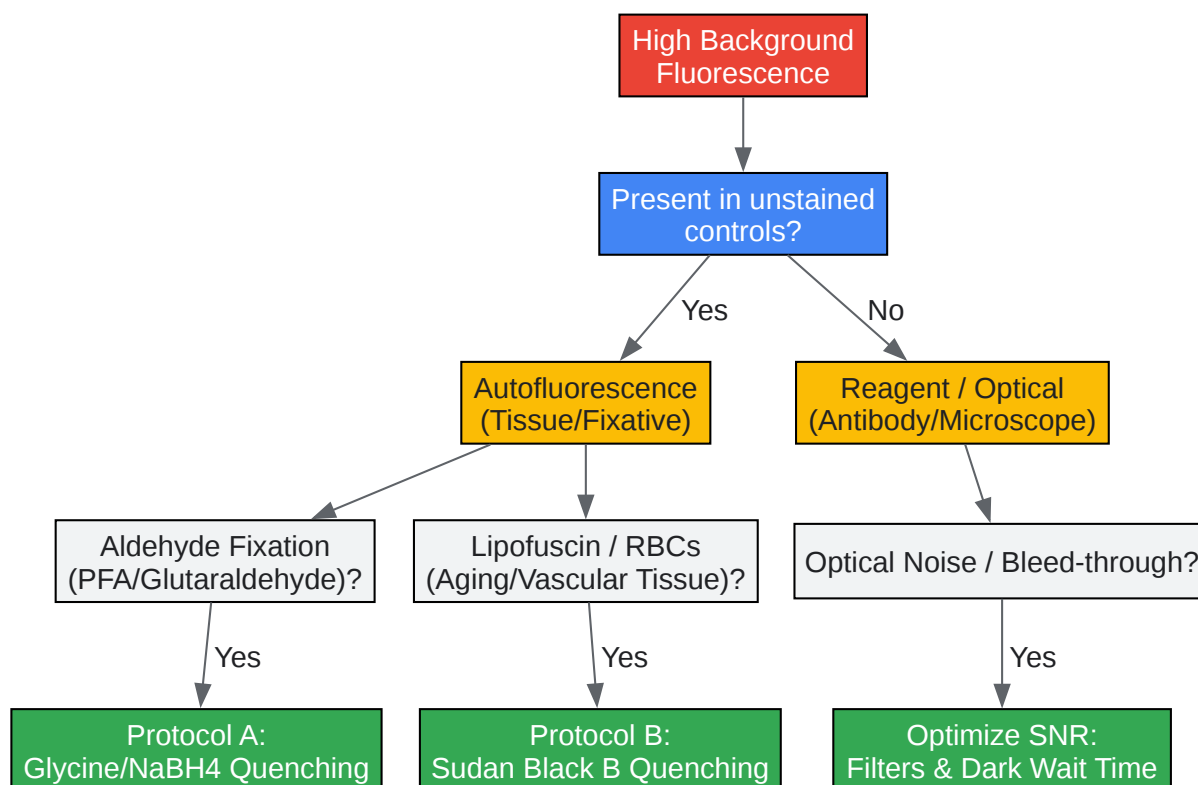 High Background
Fluorescence
Present in unstained
controls?
Yes
No
Autofluorescence
(Tissue/Fixative)
Reagent / Optical
(Antibody/Microscope)
Aldehyde Fixation
(PFA/Glutaraldehyde)?
Lipofuscin / RBCs
(Aging/Vascular Tissue)?
Optical Noise / Bleed-through?
Yes
Yes
Yes
Protocol A:
Glycine/NaBH4 Quenching
Protocol B:
Sudan Black B Quenching
Optimize SNR:
Filters & Dark Wait Time